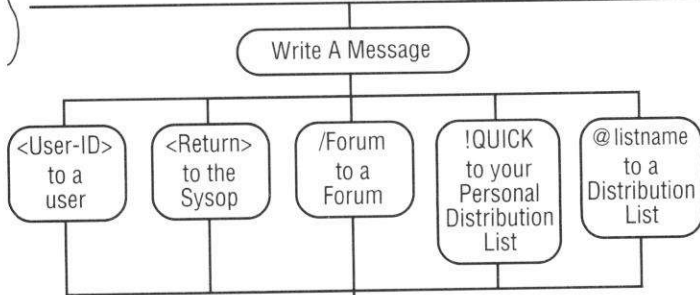 Write A Message
<User-ID>
to a
user
<Return>
to the
Sysop
/Forum
to a
Forum
!QUICK
to your
Personal
Distribution
List
@listname
to a
Distribution
List